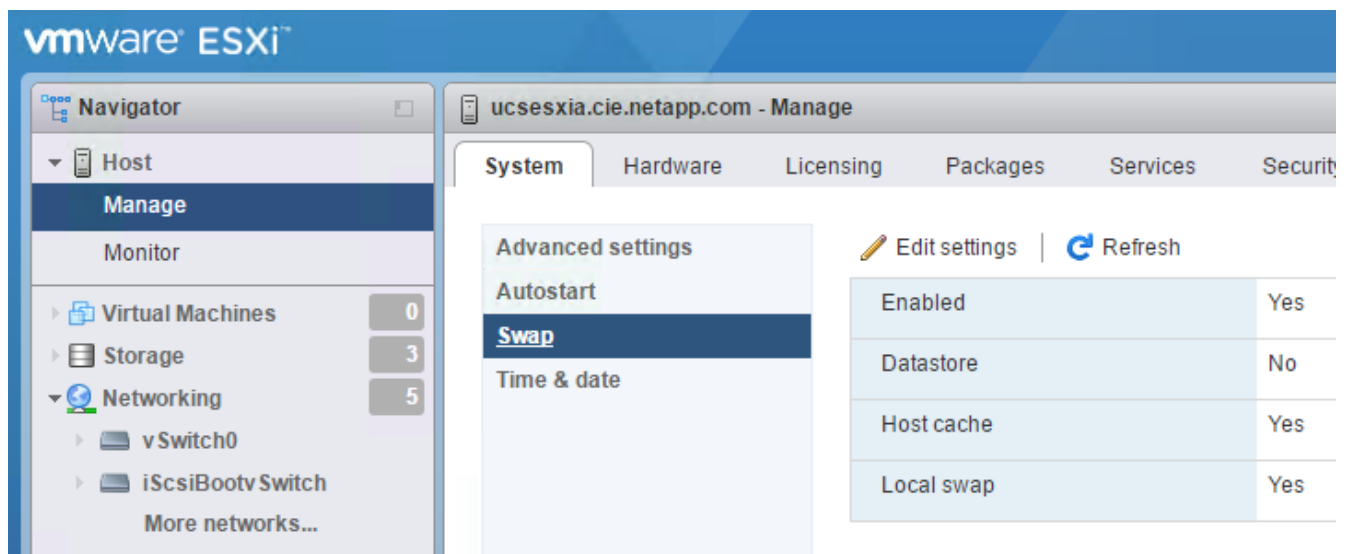 vmware ESXi™
Navigator
Host
Manage
Monitor
Virtual Machines 0
Storage 3
Networking 5
vSwitch0
iScsiBootvSwitch
More networks...
ucsesxia.cie.netapp.com - Manage
System Hardware Licensing Packages Services Security
Advanced settings
Autostart
Swap
Time & date
Edit settings | Refresh
Enabled Yes
Datastore No
Host cache Yes
Local swap Yes